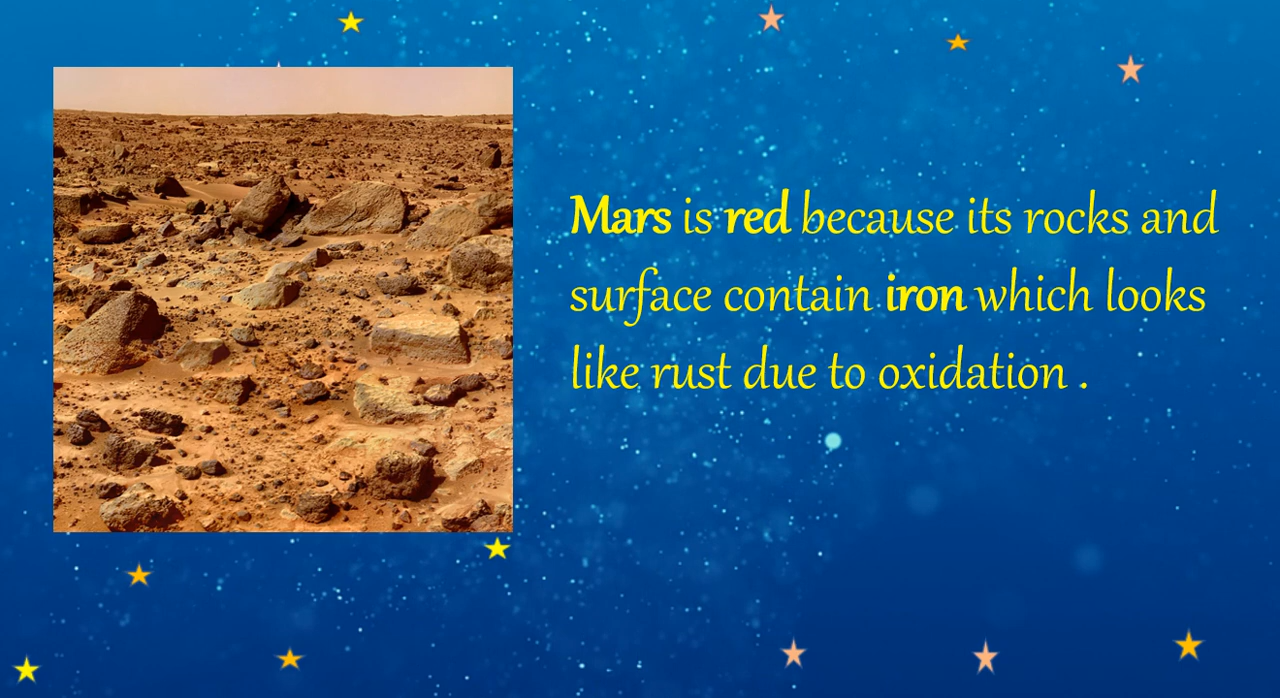 Mars is red because its rocks and
surface contain iron which looks
like rust due to oxidation .